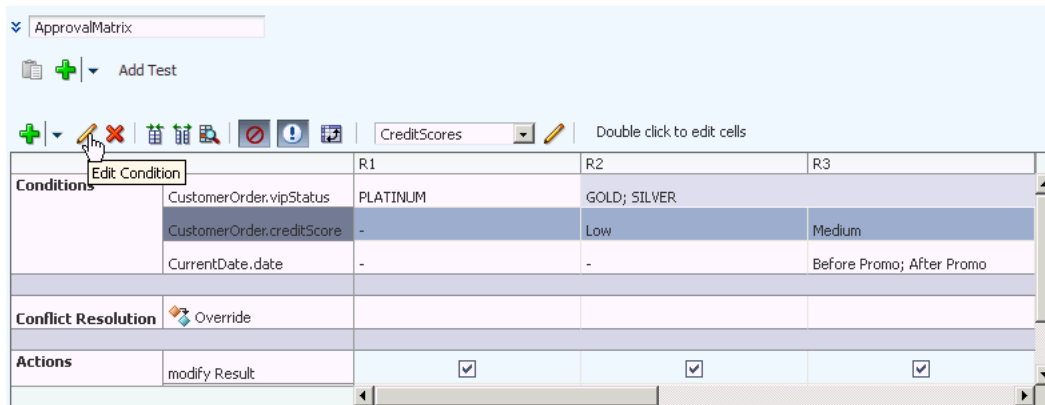 ApprovalMatrix
Add Test
CreditScores Double click to edit cells
Edit Condition
R1 R2 R3
Conditions
CustomerOrder.vipStatus PLATINUM GOLD; SILVER
CustomerOrder.creditScore - Low Medium
CurrentDate.date - - Before Promo; After Promo
Conflict Resolution Override
Actions
modify Result